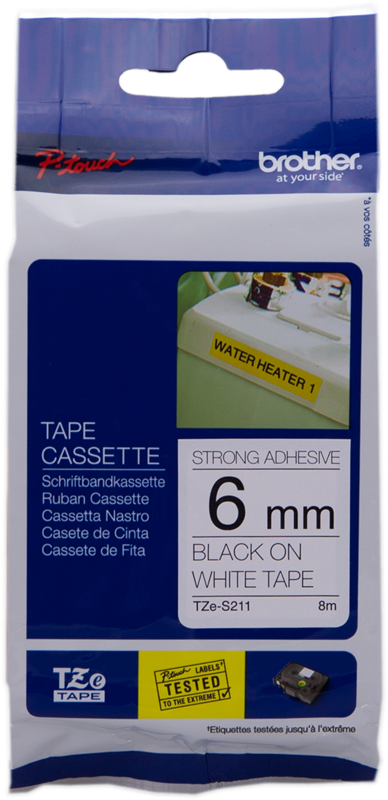 P-touch
brother®
at your side
*à vos côtés
WATER HEATER 1
TAPE
CASSETTE
Schriftbandkassette
Ruban Cassette
Cassetta Nastro
Casete de Cinta
Cassete de Fita
STRONG ADHESIVE
6 mm
BLACK ON
WHITE TAPE
TZe-S211 8m
TZe
TAPE
P-touch LABELS†
TESTED
TO THE EXTREME
†Etiquettes testées jusqu'à l'extrême